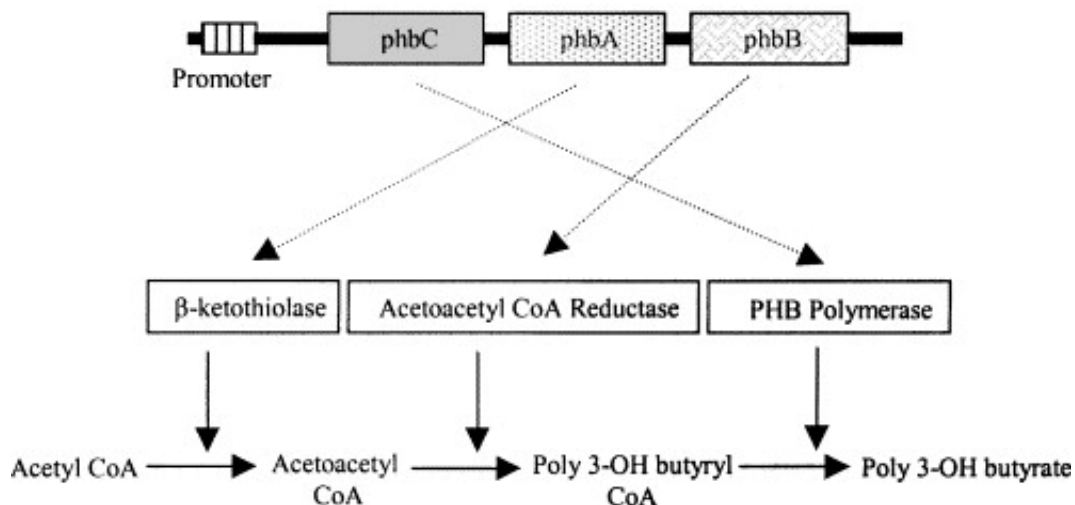 phbC phbA phbB
Promoter
β-ketothiolase Acetoacetyl CoA Reductase PHB Polymerase
Acetyl CoA Acetoacetyl CoA Poly 3-OH butyryl CoA Poly 3-OH butyrate